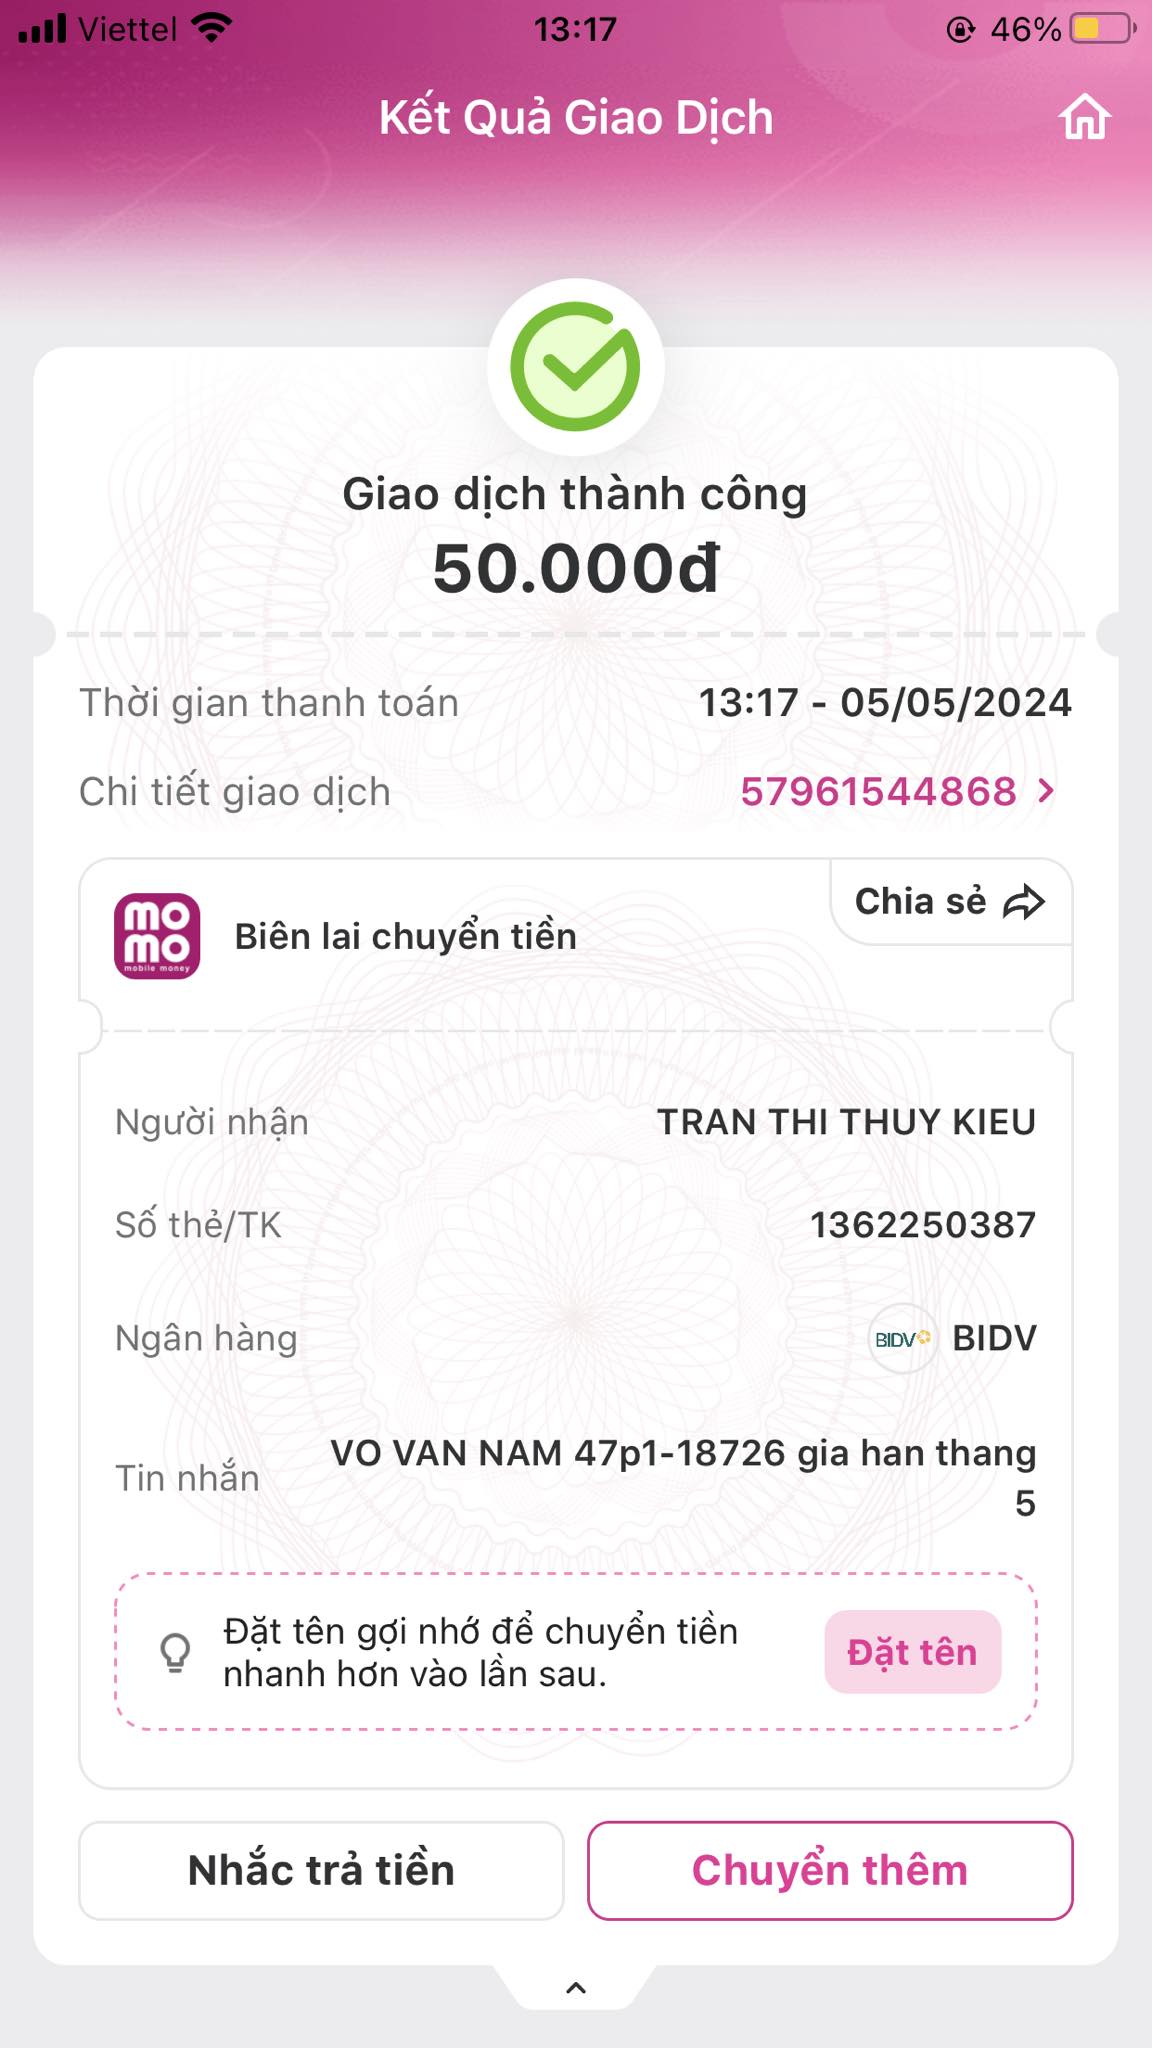 Viettel 13:17 46%
Kết Quả Giao Dịch
Giao dịch thành công
50.000đ
Thời gian thanh toán 13:17 - 05/05/2024
Chi tiết giao dịch 57961544868
Chia sẻ
mo
mo
mobile money
Biên lai chuyển tiền
Người nhận TRAN THI THUY KIEU
Số thẻ/TK 1362250387
Ngân hàng BIDV BIDV
Tin nhắn VO VAN NAM 47p1-18726 gia han thang
5
Đặt tên gợi nhớ để chuyển tiền
nhanh hơn vào lần sau.
Đặt tên
Nhắc trả tiền Chuyển thêm